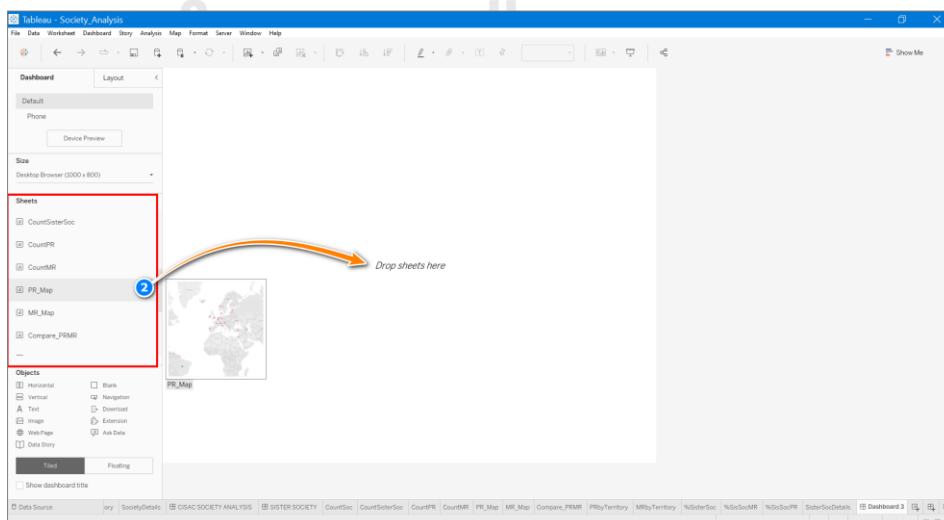 Tableau - Society_Analysis
File Data Worksheet Dashboard Story Analysis Map Format Server Window Help
Show Me
Dashboard Layout
Default
Phone
Device Preview
Size
Desktop Browser (1000 x 800)
Sheets
CountSisterSoc
CountPR
CountMR
PR_Map
2
MR_Map
Compare_PRMR
Drop sheets here
PR_Map
Objects
Horizontal Blank
Vertical Navigation
Text Download
Image Extension
Web Page Ask Data
Data Story
Tiled Floating
Show dashboard title
Data Source ory SocietyDetails CISAC SOCIETY ANALYSIS SISTER SOCIETY CountSoc CountSisterSoc CountPR CountMR PR_Map MR_Map Compare_PRMR PRbyTerritory MRbyTerritory %SisterSoc %SisSocMR %SisSocPR SisterSocDetails Dashboard 3